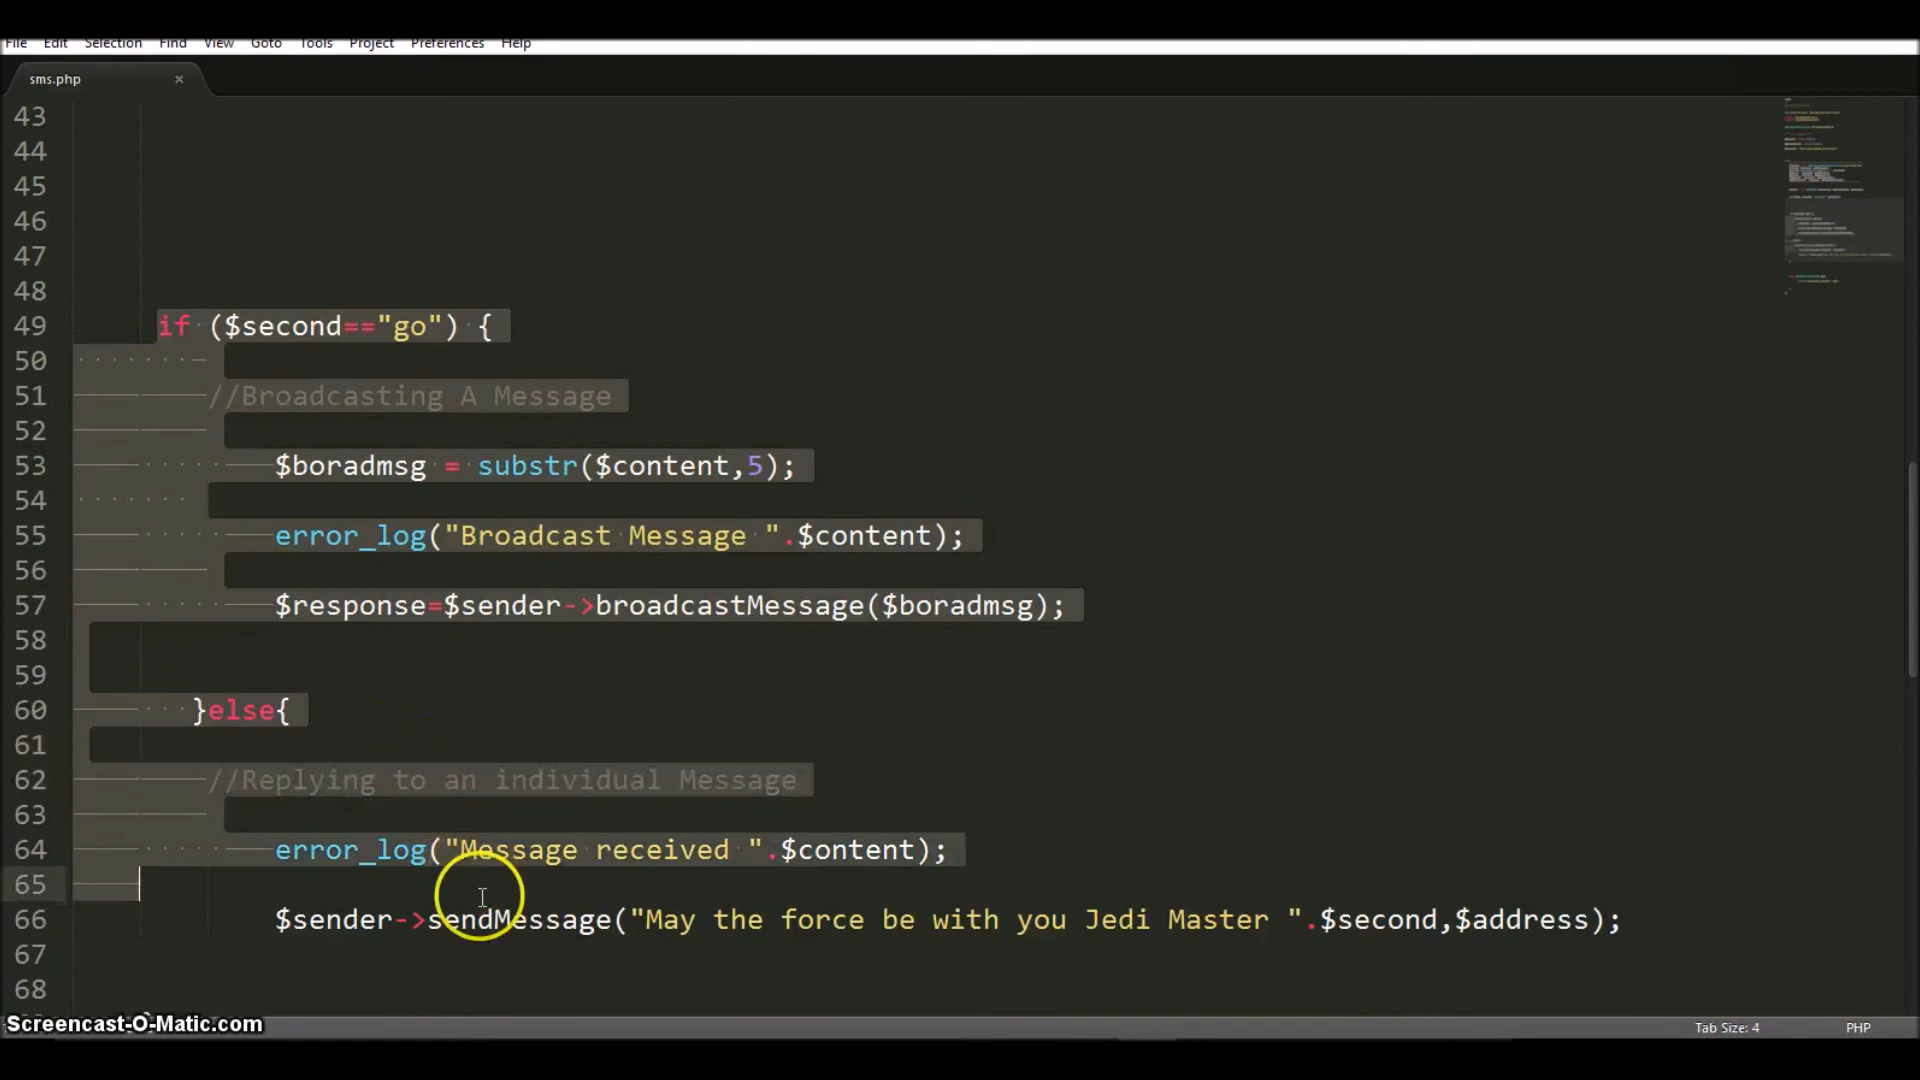 File Edit Selection Find View Goto Tools Project Preferences Help
sms.php ×
43
44
45
46
47
48
49 if ($second=="go") {
50
51 //Broadcasting A Message
52
53 $boradmsg = substr($content,5);
54
55 error_log("Broadcast Message ".$content);
56
57 $response=$sender->broadcastMessage($boradmsg);
58
59
60 }else{
61
62 //Replying to an individual Message
63
64 error_log("Message received ".$content);
65
66 $sender->sendMessage("May the force be with you Jedi Master ".$second,$address);
67
68
Screencast-O-Matic.com Tab Size: 4 PHP